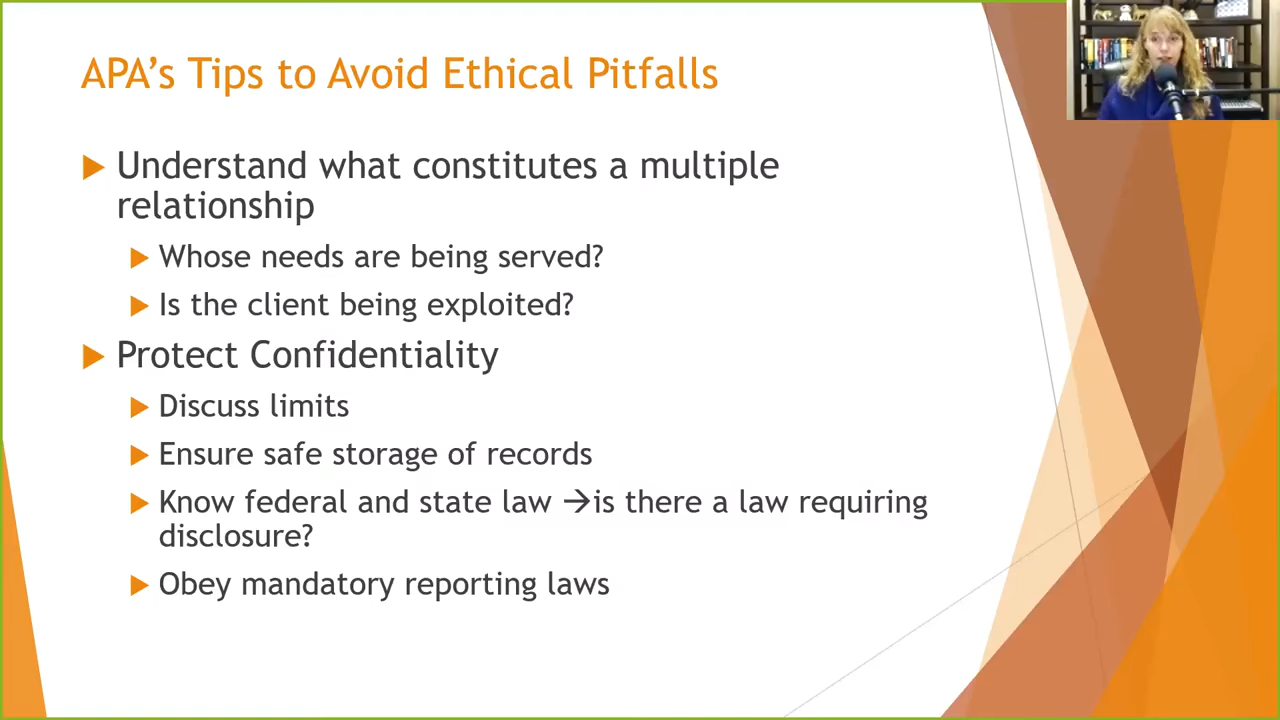 APA's Tips to Avoid Ethical Pitfalls
Understand what constitutes a multiple
relationship
Whose needs are being served?
Is the client being exploited?
Protect Confidentiality
Discuss limits
Ensure safe storage of records
Know federal and state law →is there a law requiring
disclosure?
Obey mandatory reporting laws